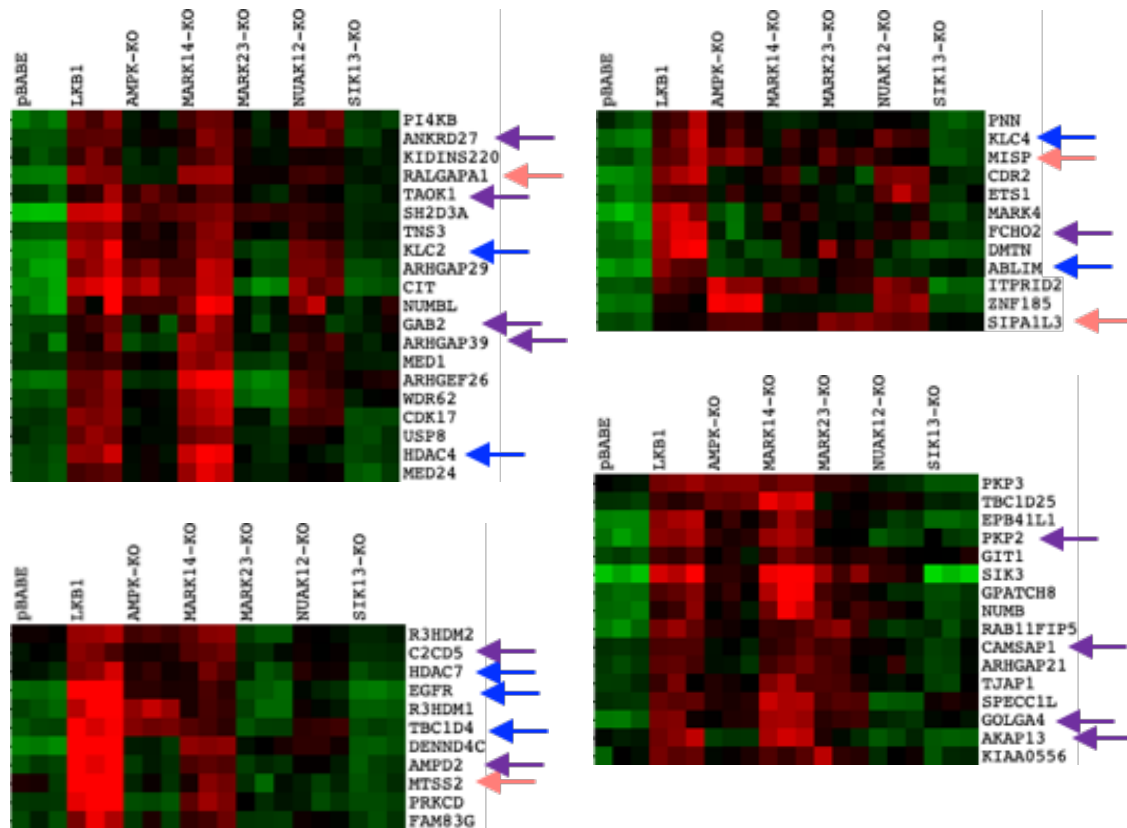 pBABE
LKB1
AMPK-KO
MARK14-KO
MARK23-KO
NUAK12-KO
SIK13-KO
PI4KB
ANKRD27
KIDINS220
RALGAPA1
TAOK1
SH2D3A
TNS3
KLC2
ARHGAP29
CIT
NUMBL
GAB2
ARHGAP39
MED1
ARHGEF26
WDR62
CDK17
USP8
HDAC4
MED24
pBABE
LKB1
AMPK-KO
MARK14-KO
MARK23-KO
NUAK12-KO
SIK13-KO
R3HDM2
C2CD5
HDAC7
EGFR
R3HDM1
TBC1D4
DENND4C
AMPD2
MTSS2
PRKCD
FAM83G
pBABE
LKB1
AMPK-KO
MARK14-KO
MARK23-KO
NUAK12-KO
SIK13-KO
PNN
KLC4
MISP
CDR2
ETS1
MARK4
FCHO2
DMTN
ABLIM
ITPRID2
ZNF185
SIPA1L3
pBABE
LKB1
AMPK-KO
MARK14-KO
MARK23-KO
NUAK12-KO
SIK13-KO
PKP3
TBC1D25
EPB41L1
PKP2
GIT1
SIK3
GPATCH8
NUMB
RAB11FIP5
CAMSAP1
ARHGAP21
TJAP1
SPECC1L
GOLGA4
AKAP13
KIAA0556